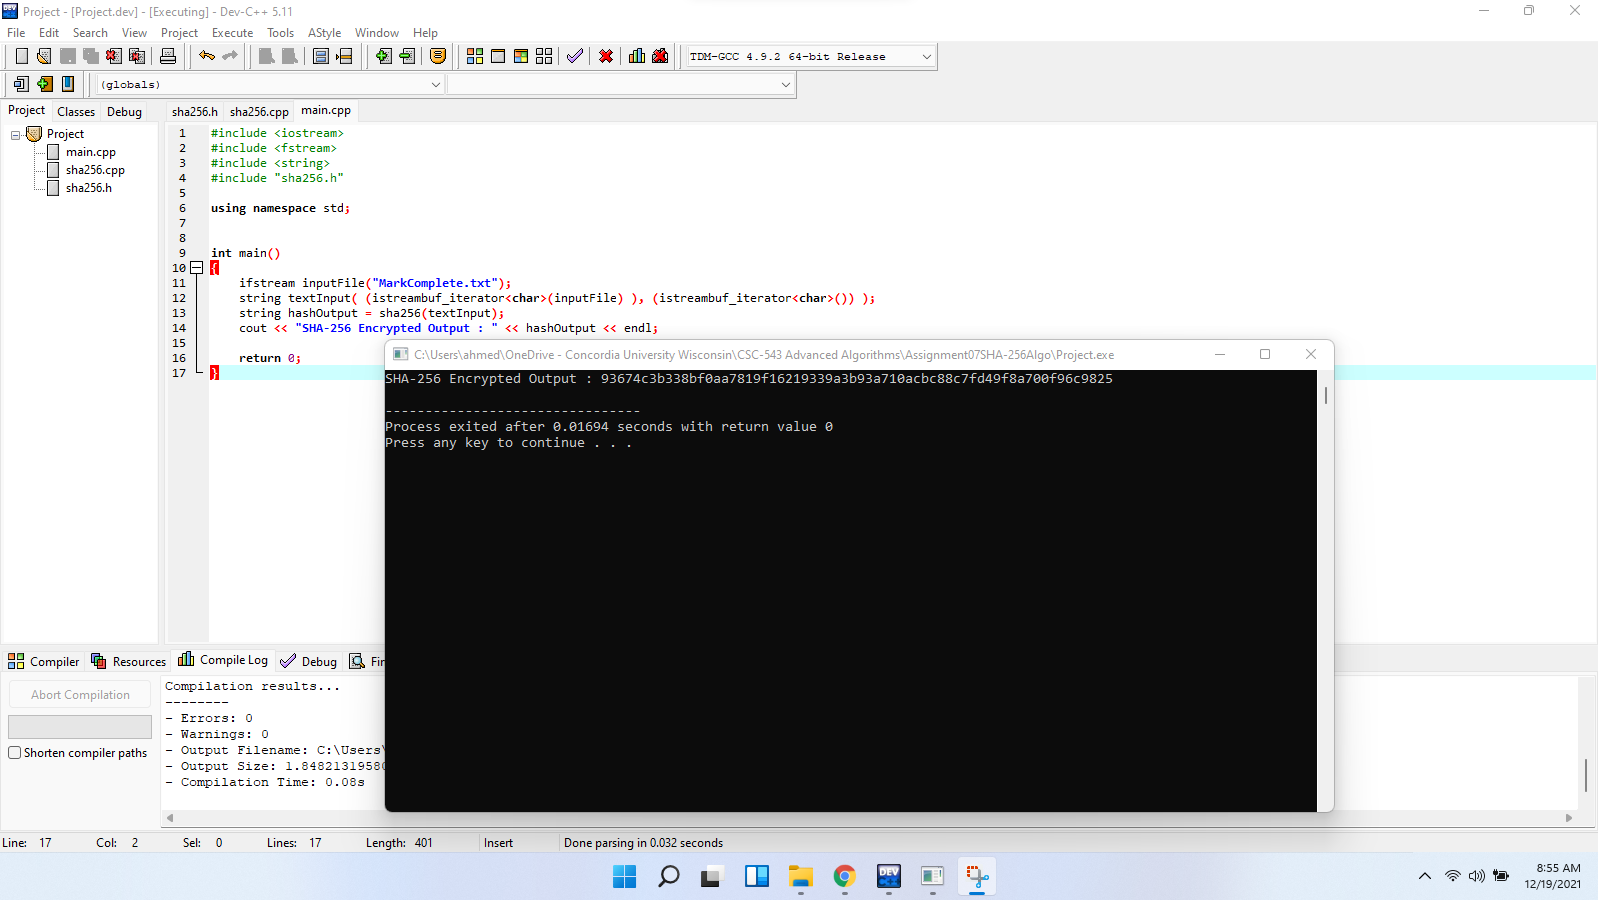 Project - [Project.dev] - [Executing] - Dev-C++ 5.11
File Edit Search View Project Execute Tools AStyle Window Help
TDM-GCC 4.9.2 64-bit Release
(globals)
Project Classes Debug
sha256.h sha256.cpp main.cpp
Project
main.cpp
sha256.cpp
sha256.h
1 #include <iostream>
2 #include <fstream>
3 #include <string>
4 #include "sha256.h"
5
6 using namespace std;
7
8
9 int main()
10 {
11 ifstream inputFile("MarkComplete.txt");
12 string textInput( (istreambuf_iterator<char>(inputFile) ), (istreambuf_iterator<char>()) );
13 string hashOutput = sha256(textInput);
14 cout << "SHA-256 Encrypted Output : " << hashOutput << endl;
15
16 return 0;
17 }
C:\Users\ahmed\OneDrive - Concordia University Wisconsin\CSC-543 Advanced Algorithms\Assignment07SHA-256Algo\Project.exe
SHA-256 Encrypted Output : 93674c3b338bf0aa7819f16219339a3b93a710acbc88c7fd49f8a700f96c9825
--------------------------------
Process exited after 0.01694 seconds with return value 0
Press any key to continue . . .
Compiler Resources Compile Log Debug Fin
Abort Compilation
Shorten compiler paths
Compilation results...
--------
- Errors: 0
- Warnings: 0
- Output Filename: C:\Users\
- Output Size: 1.8482131958
- Compilation Time: 0.08s
Line: 17 Col: 2 Sel: 0 Lines: 17 Length: 401 Insert Done parsing in 0.032 seconds
DEV
8:55 AM
12/19/2021